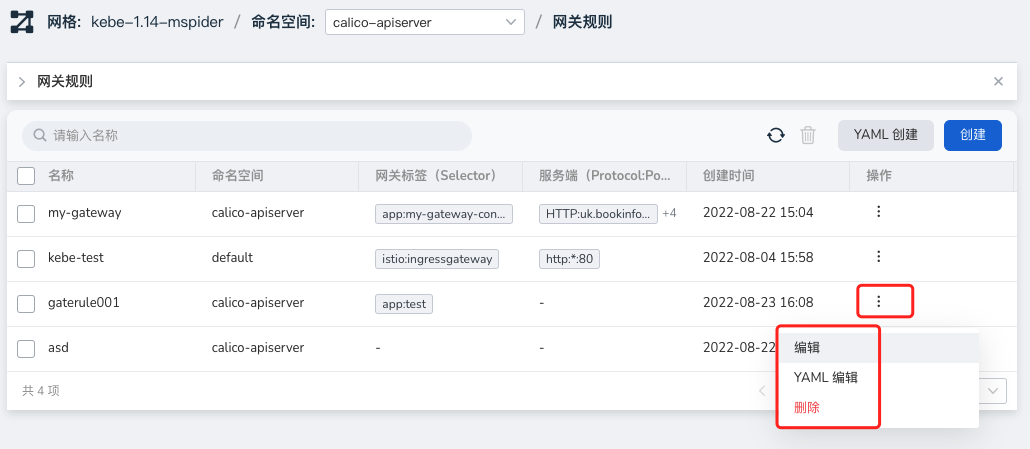 网格: kebe-1.14-mspider / 命名空间: calico-apiserver / 网关规则
网关规则
请输入名称 YAML 创建 创建
名称 命名空间 网关标签（Selector） 服务端（Protocol:Po... 创建时间 操作
my-gateway calico-apiserver app:my-gateway-con... HTTP:uk.bookinfo... +4 2022-08-22 15:04
kebe-test default istio:ingressgateway http:*:80 2022-08-04 15:58
gaterule001 calico-apiserver app:test - 2022-08-23 16:08
asd calico-apiserver - - 2022-08-22
编辑
YAML 编辑
共 4 项
删除